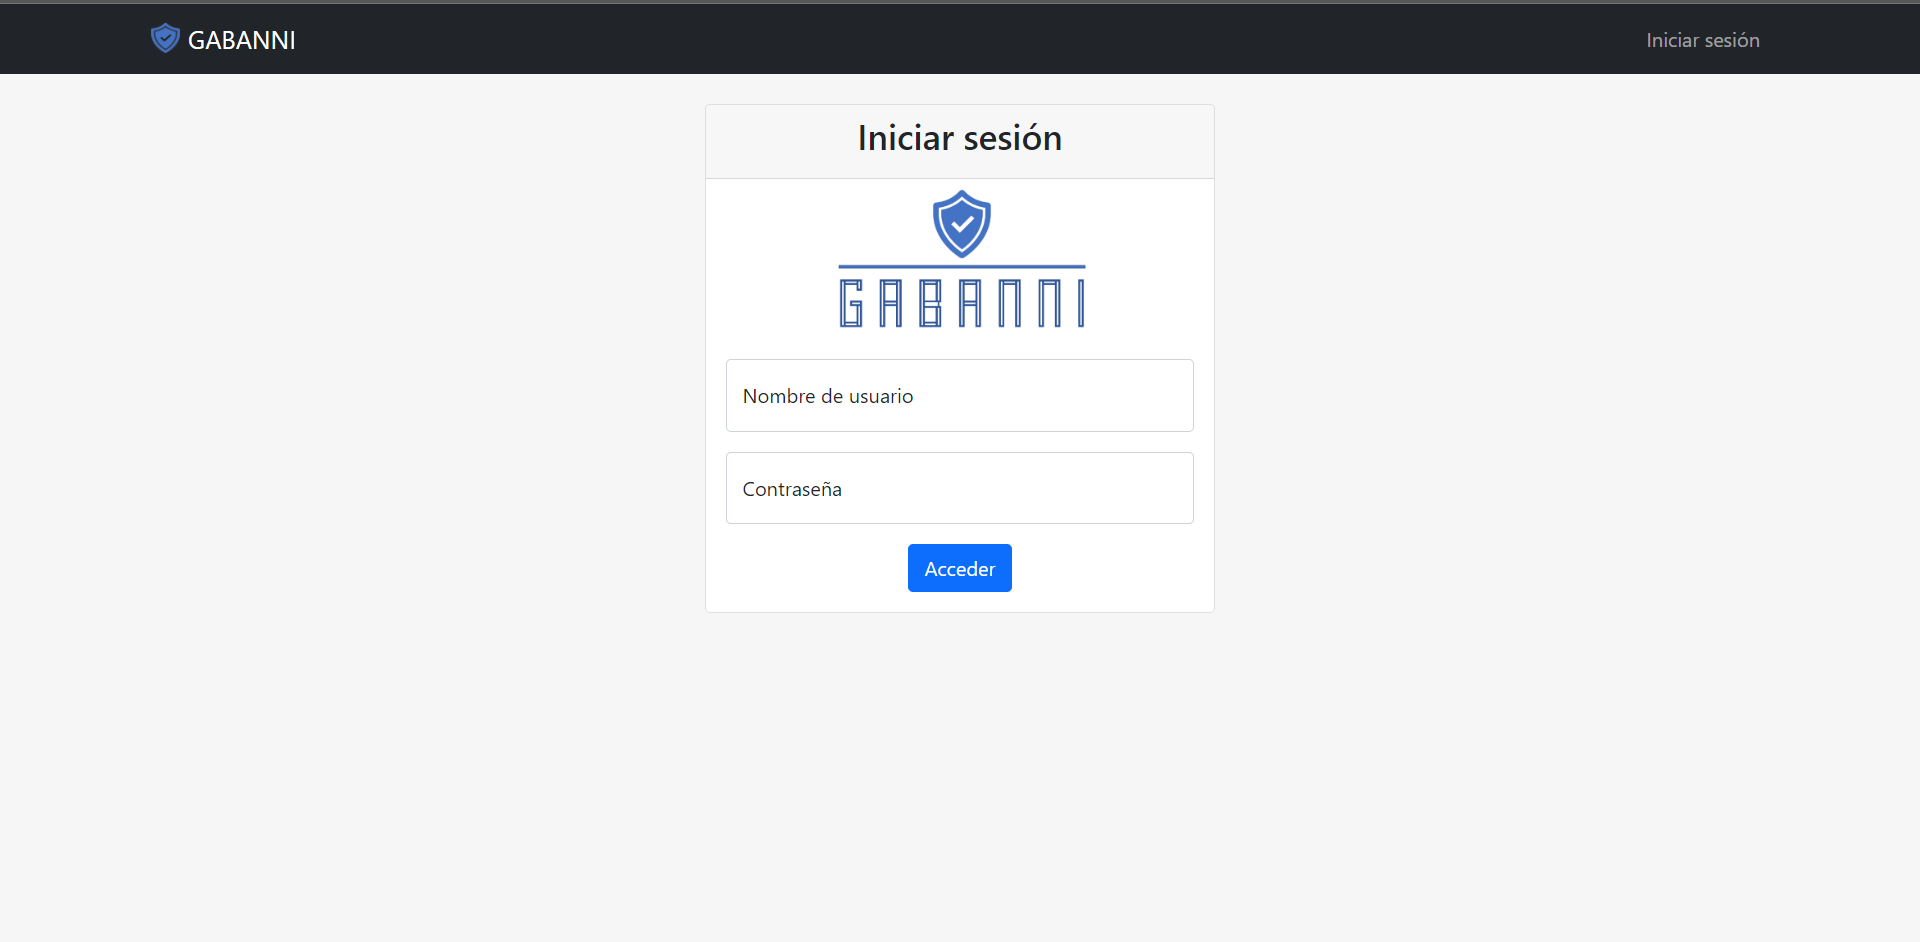 GABANNI
Iniciar sesión
Iniciar sesión
GABANNI
Nombre de usuario
Contraseña
Acceder